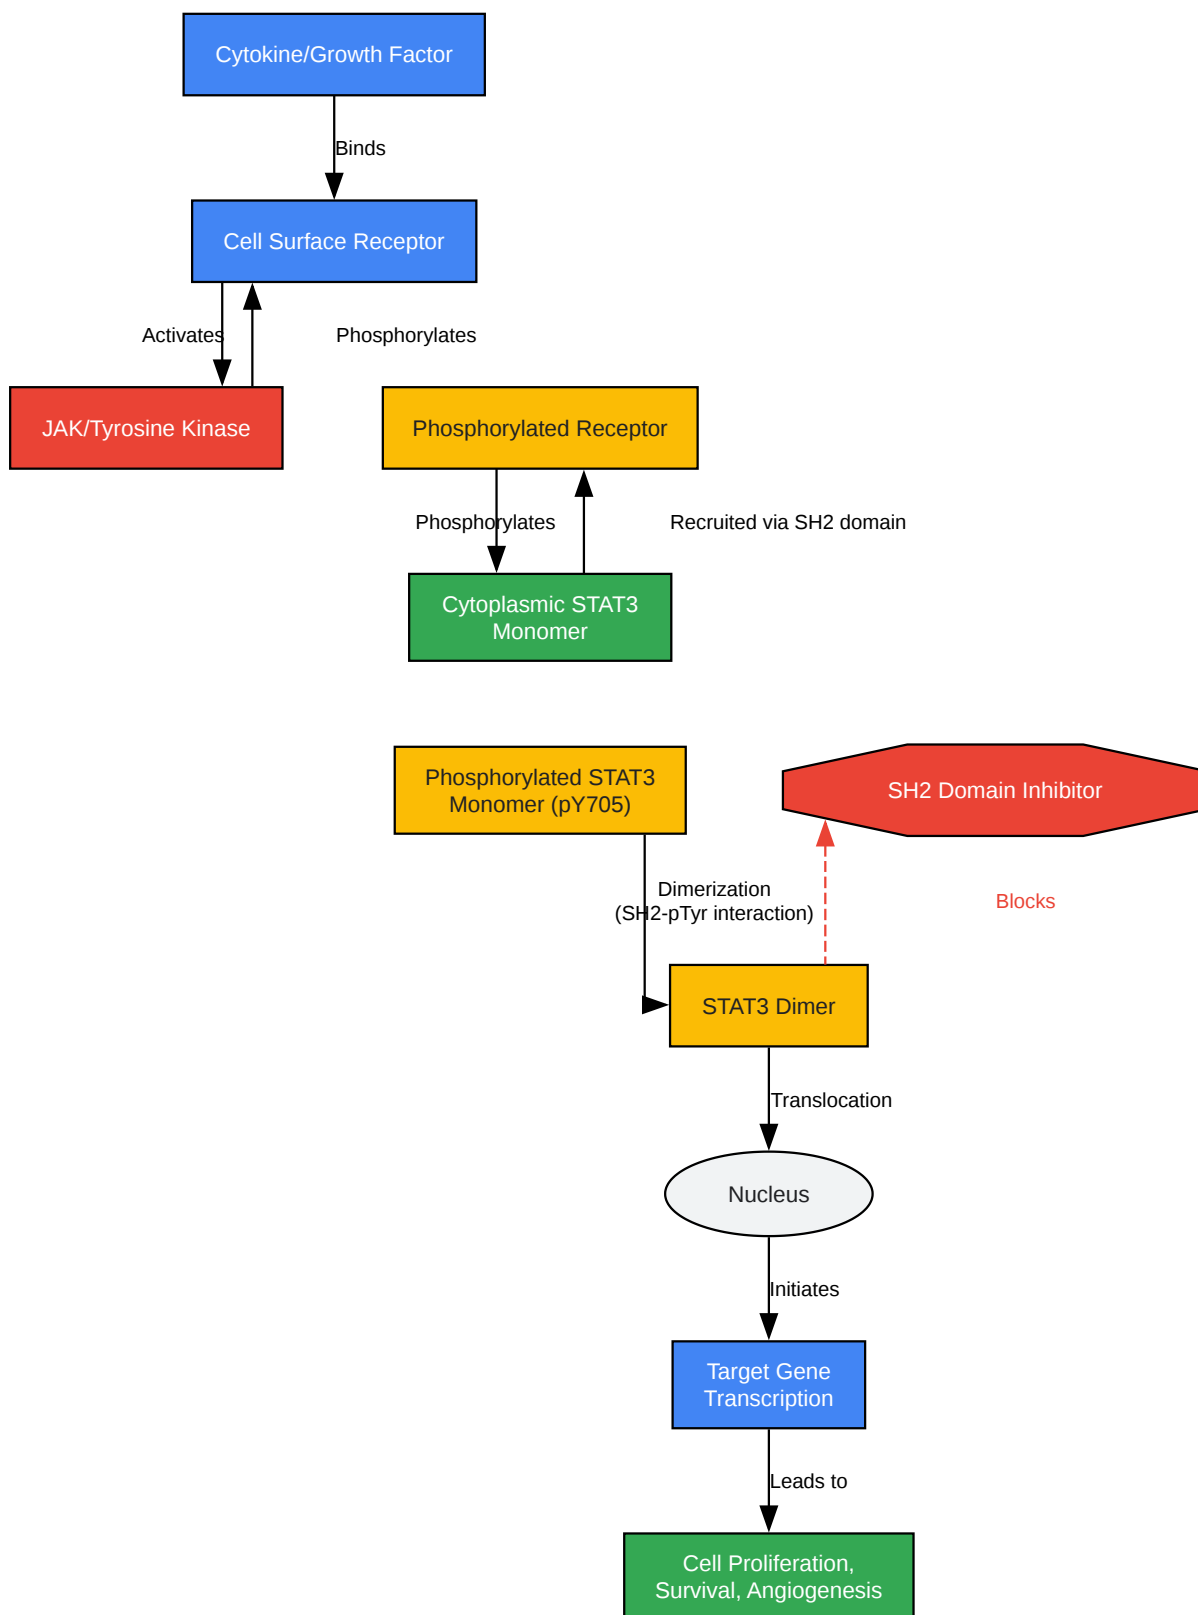 Cytokine/Growth Factor
Binds
Cell Surface Receptor
Activates
Phosphorylates
JAK/Tyrosine Kinase
Phosphorylated Receptor
Phosphorylates
Recruited via SH2 domain
Cytoplasmic STAT3
Monomer
Phosphorylated STAT3
Monomer (pY705)
SH2 Domain Inhibitor
Dimerization
(SH2-pTyr interaction)
Blocks
STAT3 Dimer
Translocation
Nucleus
Initiates
Target Gene
Transcription
Leads to
Cell Proliferation,
Survival, Angiogenesis